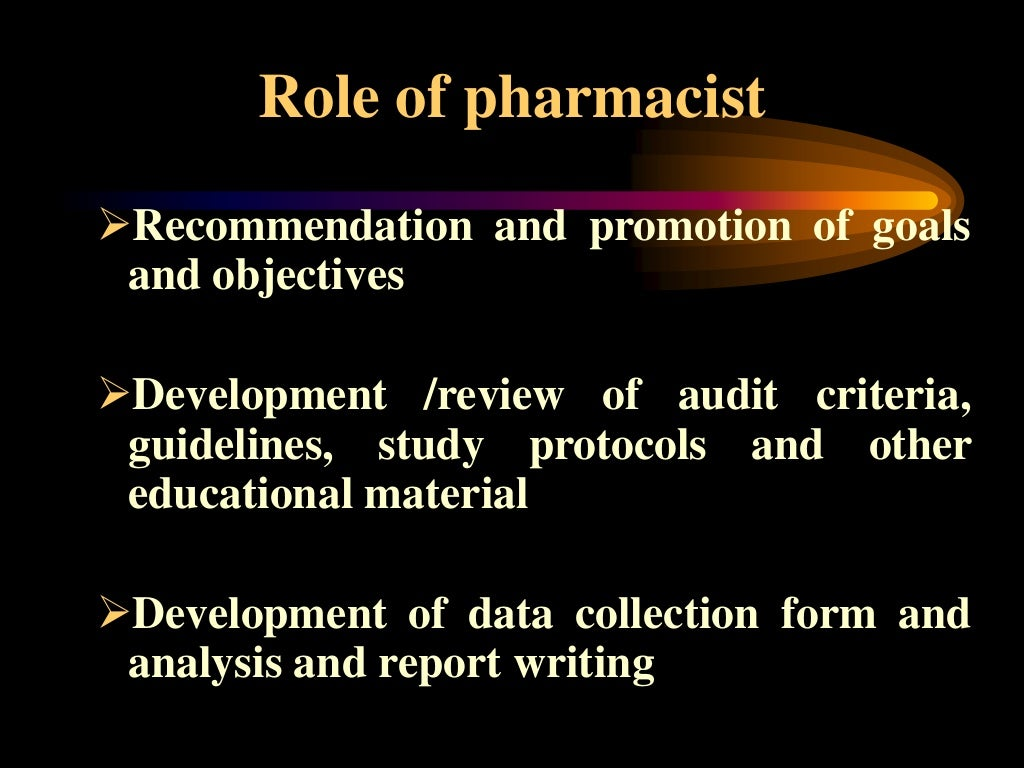 Role of pharmacist
➢Recommendation and promotion of goals
and objectives
➢Development /review of audit criteria,
guidelines, study protocols and other
educational material
➢Development of data collection form and
analysis and report writing